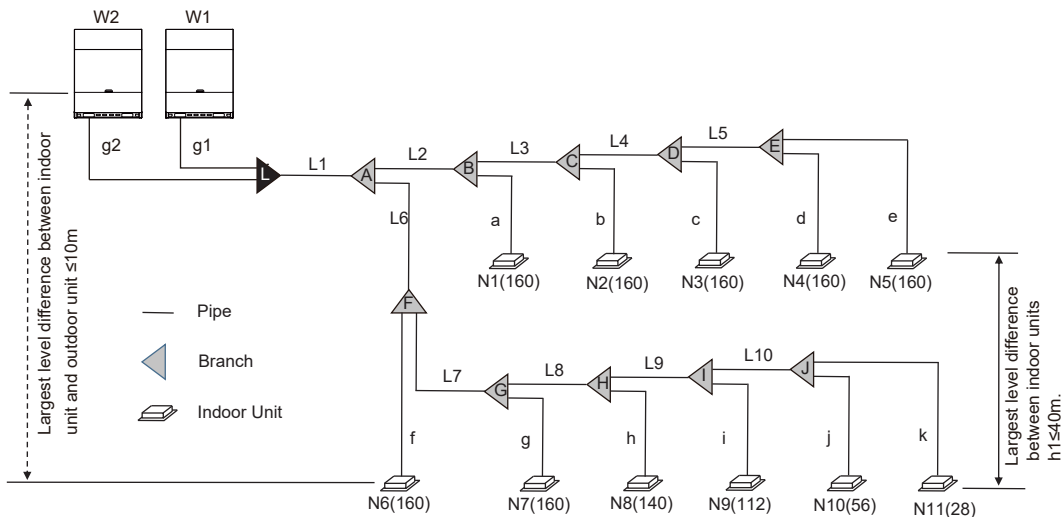 W2
W1
g2
g1
L
L1
A
L2
B
L3
C
L4
D
L5
E
L6
a
b
c
d
e
N1(160)
N2(160)
N3(160)
N4(160)
N5(160)
Largest level difference between indoor
unit and outdoor unit ≤10m
Pipe
Branch
Indoor Unit
F
L7
G
L8
H
L9
I
L10
J
f
g
h
i
j
k
N6(160)
N7(160)
N8(140)
N9(112)
N10(56)
N11(28)
Largest level difference
between indoor units
h1≤40m.